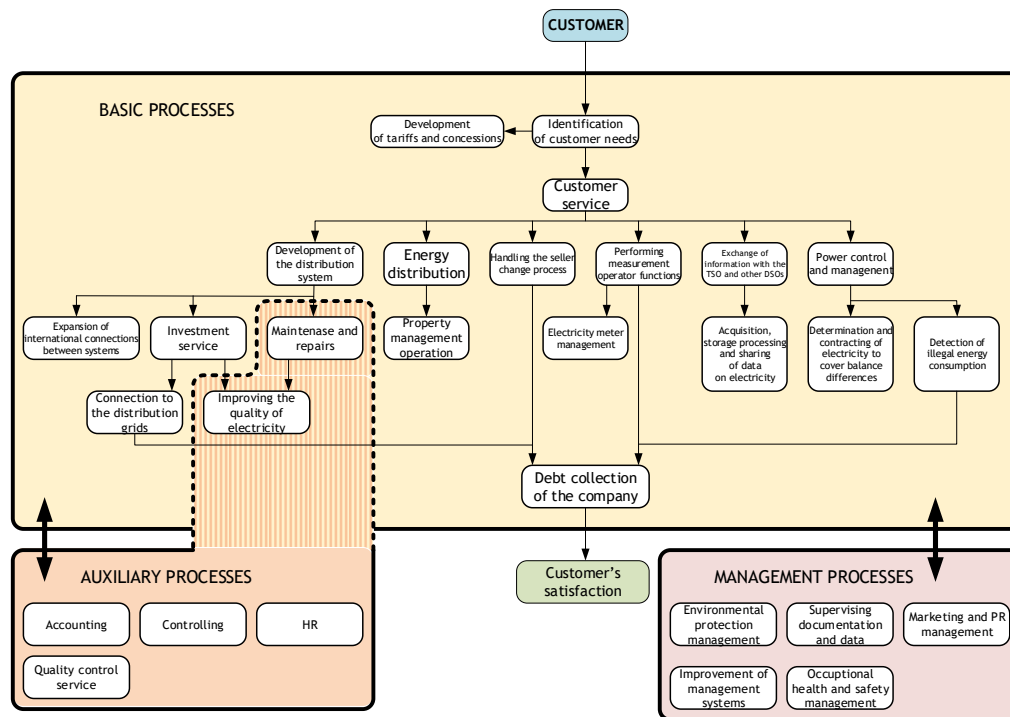 CUSTOMER
BASIC PROCESSES
Development
of tariffs and concessions
Identification
of customer needs
Customer
service
Development of
the distribution
system
Energy
distribution
Handling the seller
change process
Performing
measurement
operator functions
Exchange of
information with the
TSO and other DSOs
Power control
and management
Expansion of
international connections
between systems
Investment
service
Maintenase and
repairs
Property
management
operation
Electricity meter
management
Acquisition,
storage processing
and sharing
of data
on electricity
Determination and
contracting of
electricity to
cover balance
differences
Detection of
illegal energy
consumption
Connection to
the distribution
grids
Improving the
quality of
electricity
Debt collection
of the company
Customer's
satisfaction
AUXILIARY PROCESSES
Accounting
Controlling
HR
Quality control
service
MANAGEMENT PROCESSES
Environmental
protection
management
Supervising
documentation
and data
Marketing and PR
management
Improvement of
management
systems
Occuptional
health and safety
management